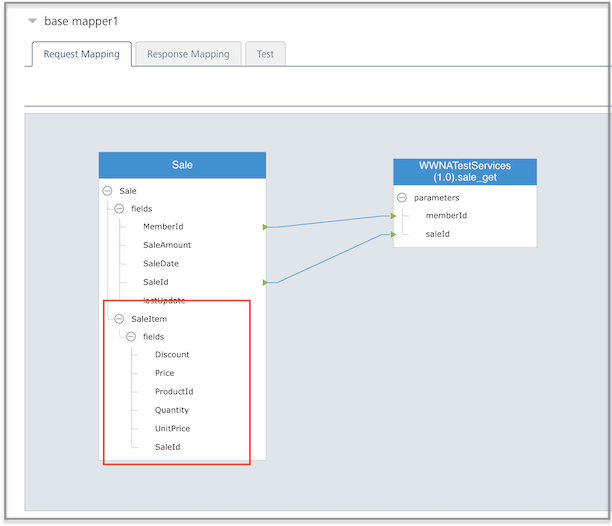 base mapper1
Request Mapping
Response Mapping
Test
Sale
Sale
fields
MemberId
SaleAmount
SaleDate
SaleId
lastUpdate
SaleItem
fields
Discount
Price
ProductId
Quantity
UnitPrice
SaleId
WWNATestServices
(1.0).sale_get
parameters
memberId
saleId